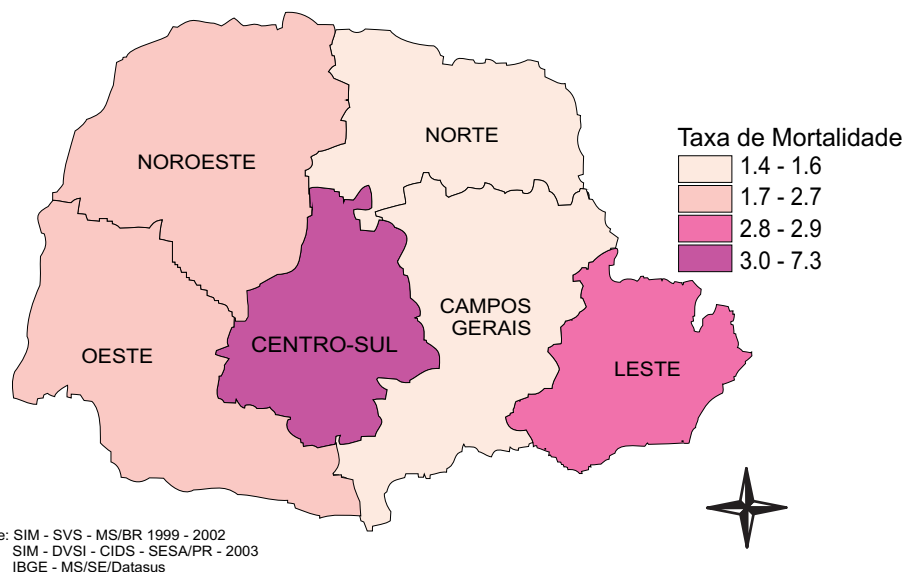 NORTE
NOROESTE
Taxa de Mortalidade
1.4 - 1.6
1.7 - 2.7
2.8 - 2.9
3.0 - 7.3
CAMPOS
GERAIS
CENTRO-SUL
OESTE
LESTE
e: SIM - SVS - MS/BR 1999 - 2002
SIM - DVSI - CIDS - SESA/PR - 2003
IBGE - MS/SE/Datasus